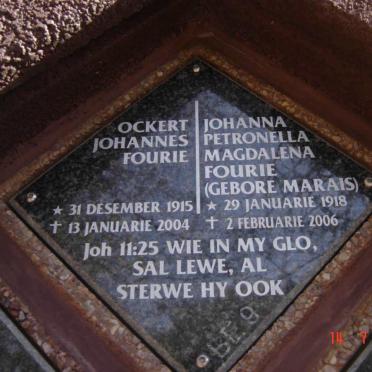 OCKERT
JOHANNES
FOURIE
★ 31 DESEMBER 1915
✝ 13 JANUARIE 2004
JOHANNA
PETRONELLA
MAGDALENA
FOURIE
(GEBORE MARAIS)
★ 29 JANUARIE 1918
✝ 2 FEBRUARIE 2006
Joh 11:25 WIE IN MY GLO,
SAL LEWE, AL
STERWE HY OOK